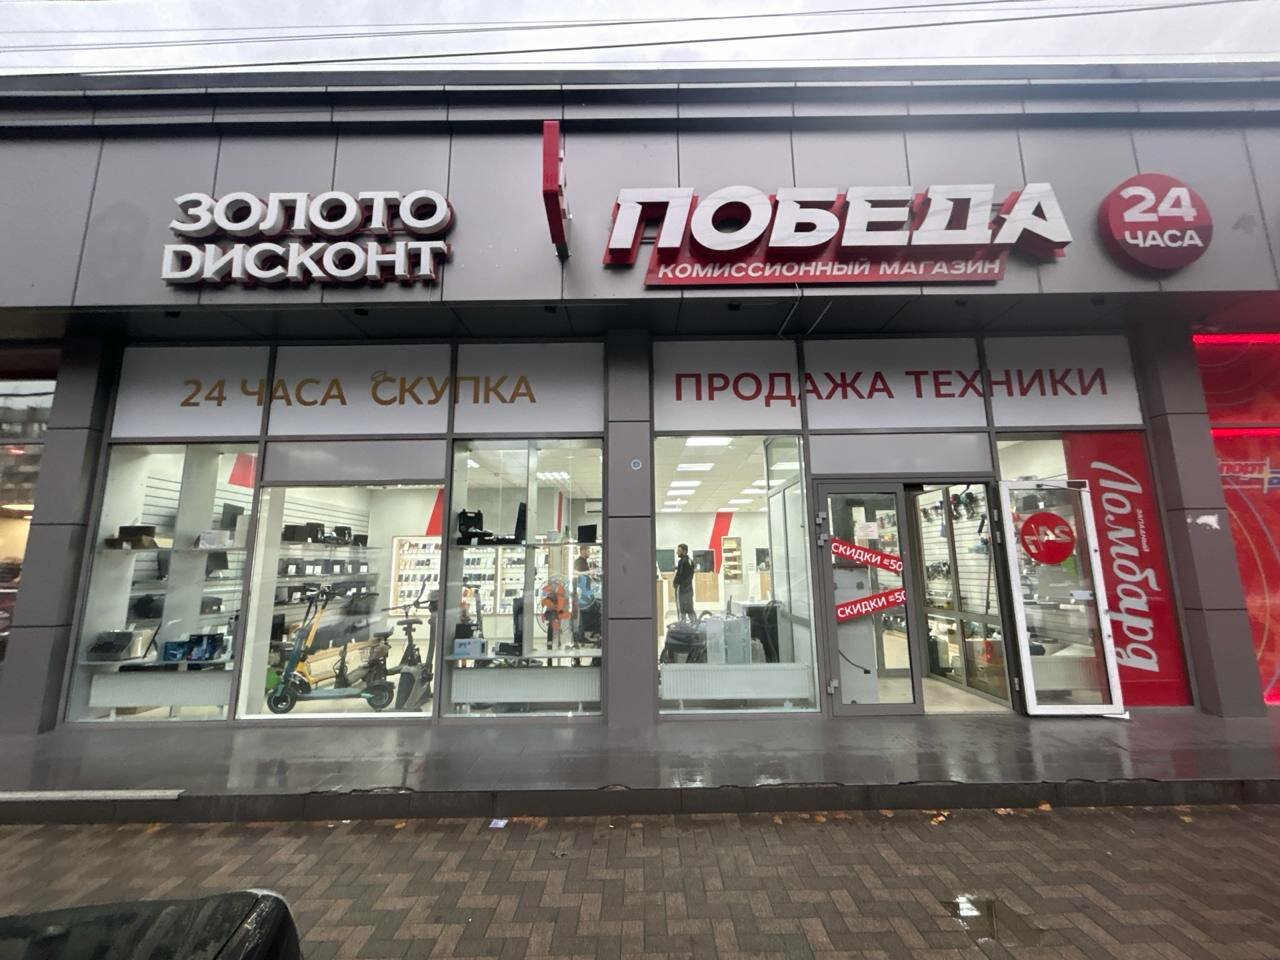 ЗОЛОТО
DИСКОНТ
ПОБЕДА
КОМИССИОННЫЙ МАГАЗИН
24
ЧАСА
24 ЧАСА СКУПКА
ПРОДАЖА ТЕХНИКИ
СКИДКИ
СКИДКИ
Ломбард